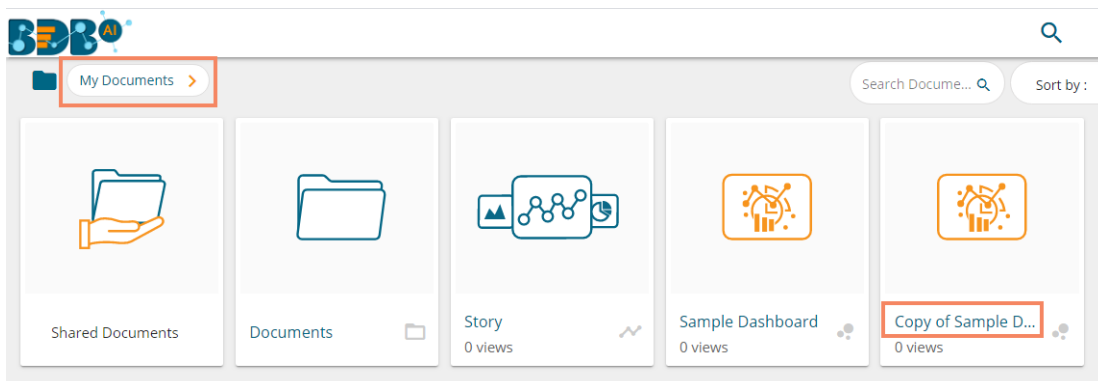 BDB AI
My Documents >
Search Docume...
Sort by :
Shared Documents
Documents
Story
0 views
Sample Dashboard
0 views
Copy of Sample D...
0 views